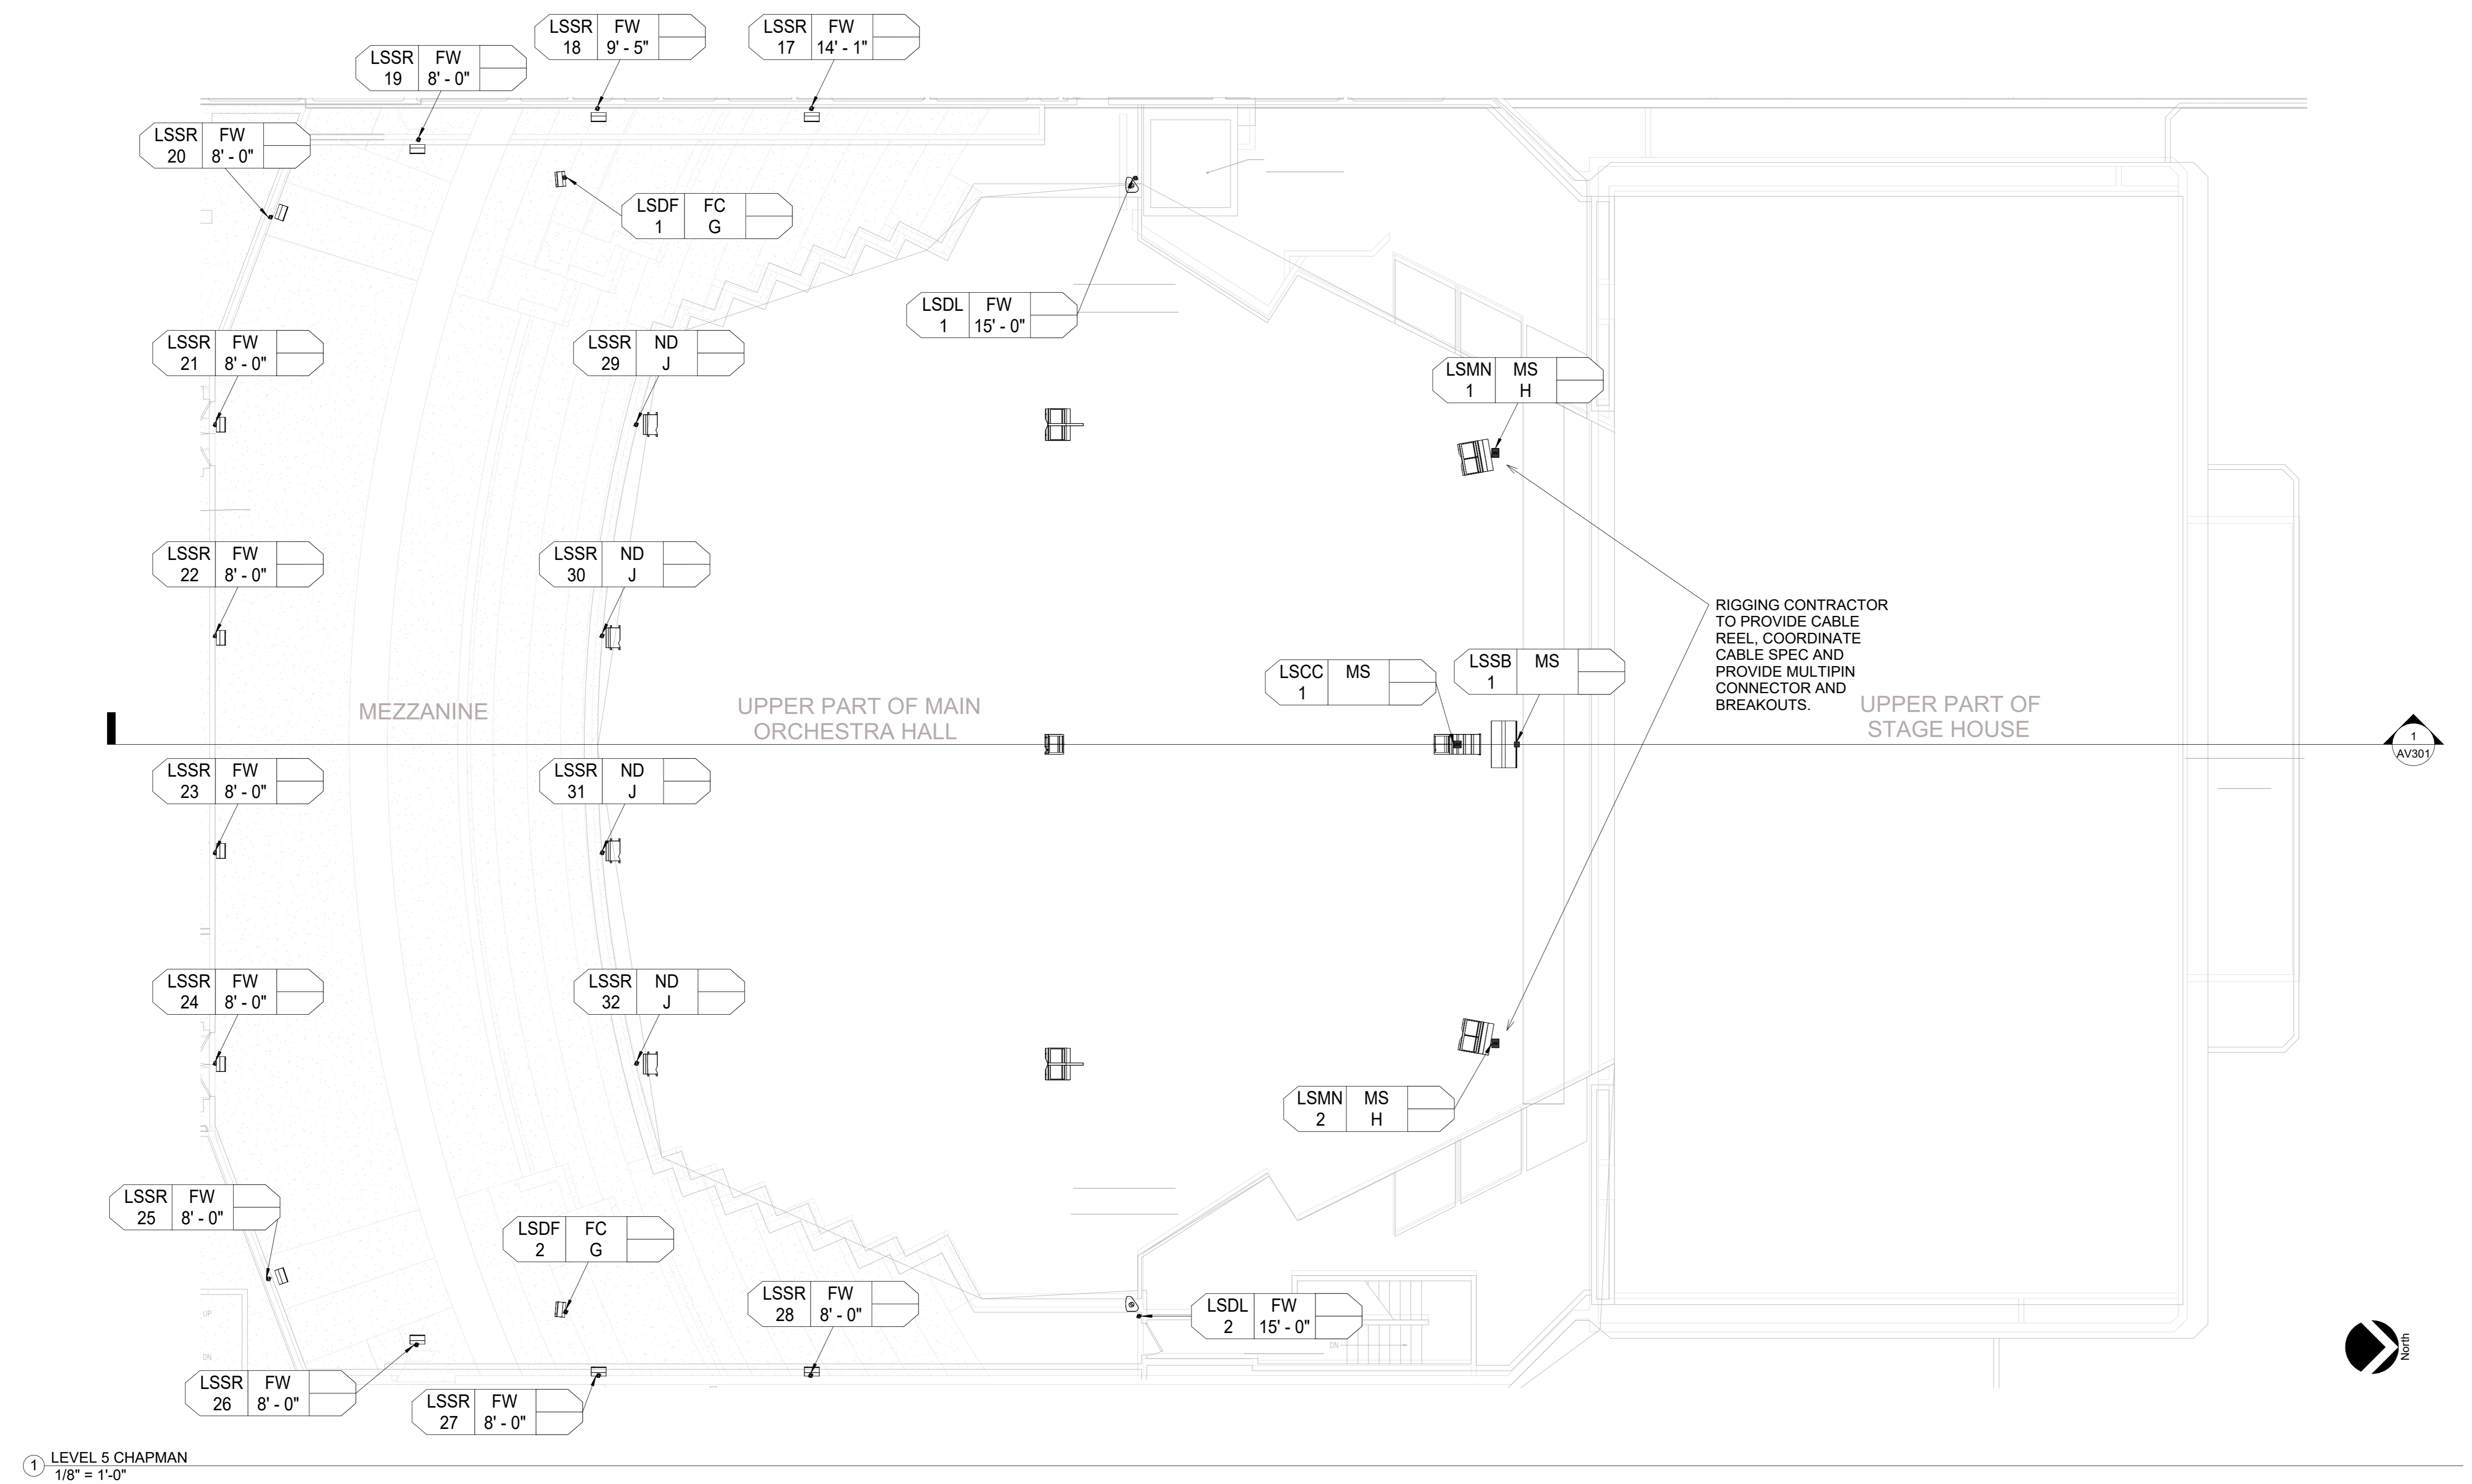 LSSR FW
18 9' - 5"
LSSR FW
17 14' - 1"
LSSR FW
19 8' - 0"
LSSR FW
20 8' - 0"
LSDF FC
1 G
LSDL FW
1 15' - 0"
LSSR FW
21 8' - 0"
LSSR ND
29 J
LSMN MS
1 H
LSSR FW
22 8' - 0"
LSSR ND
30 J
RIGGING CONTRACTOR
TO PROVIDE CABLE
REEL, COORDINATE
CABLE SPEC AND
PROVIDE MULTIPIN
CONNECTOR AND
BREAKOUTS.
LSCC MS
1
LSSB MS
1
MEZZANINE
UPPER PART OF MAIN
ORCHESTRA HALL
UPPER PART OF
STAGE HOUSE
1
AV301
LSSR FW
23 8' - 0"
LSSR ND
31 J
LSSR FW
24 8' - 0"
LSSR ND
32 J
LSMN MS
2 H
LSSR FW
25 8' - 0"
LSDF FC
2 G
LSSR FW
28 8' - 0"
LSDL FW
2 15' - 0"
UP
DN
DN
North
LSSR FW
26 8' - 0"
LSSR FW
27 8' - 0"
1 LEVEL 5 CHAPMAN
1/8" = 1'-0"